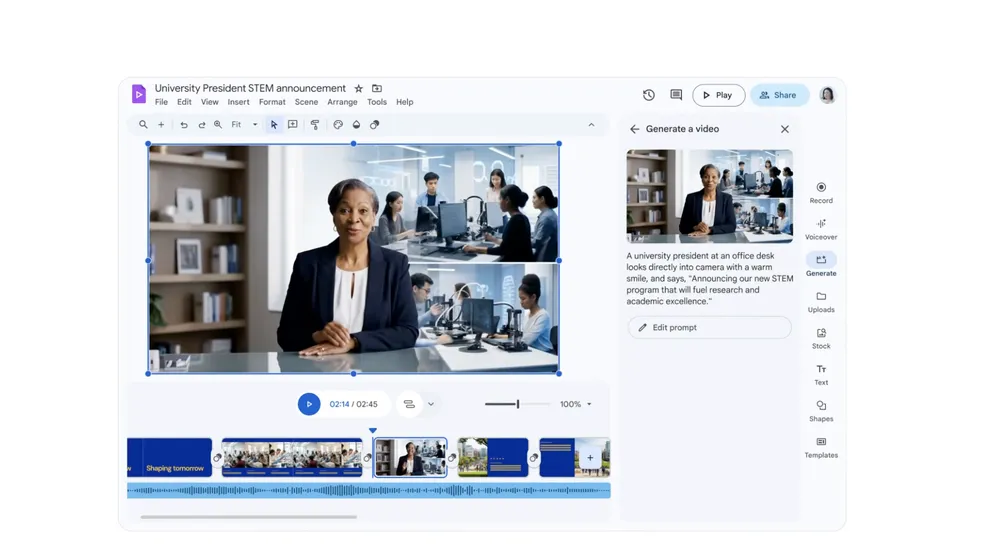 University President STEM announcement
File Edit View Insert Format Scene Arrange Tools Help
Play
Share
Fit
Generate a video
A university president at an office desk
looks directly into camera with a warm
smile, and says, "Announcing our new STEM
program that will fuel research and
academic excellence."
Edit prompt
Record
Voiceover
Generate
Uploads
Stock
Text
Shapes
Templates
02:14 / 02:45
100%
Shaping tomorrow